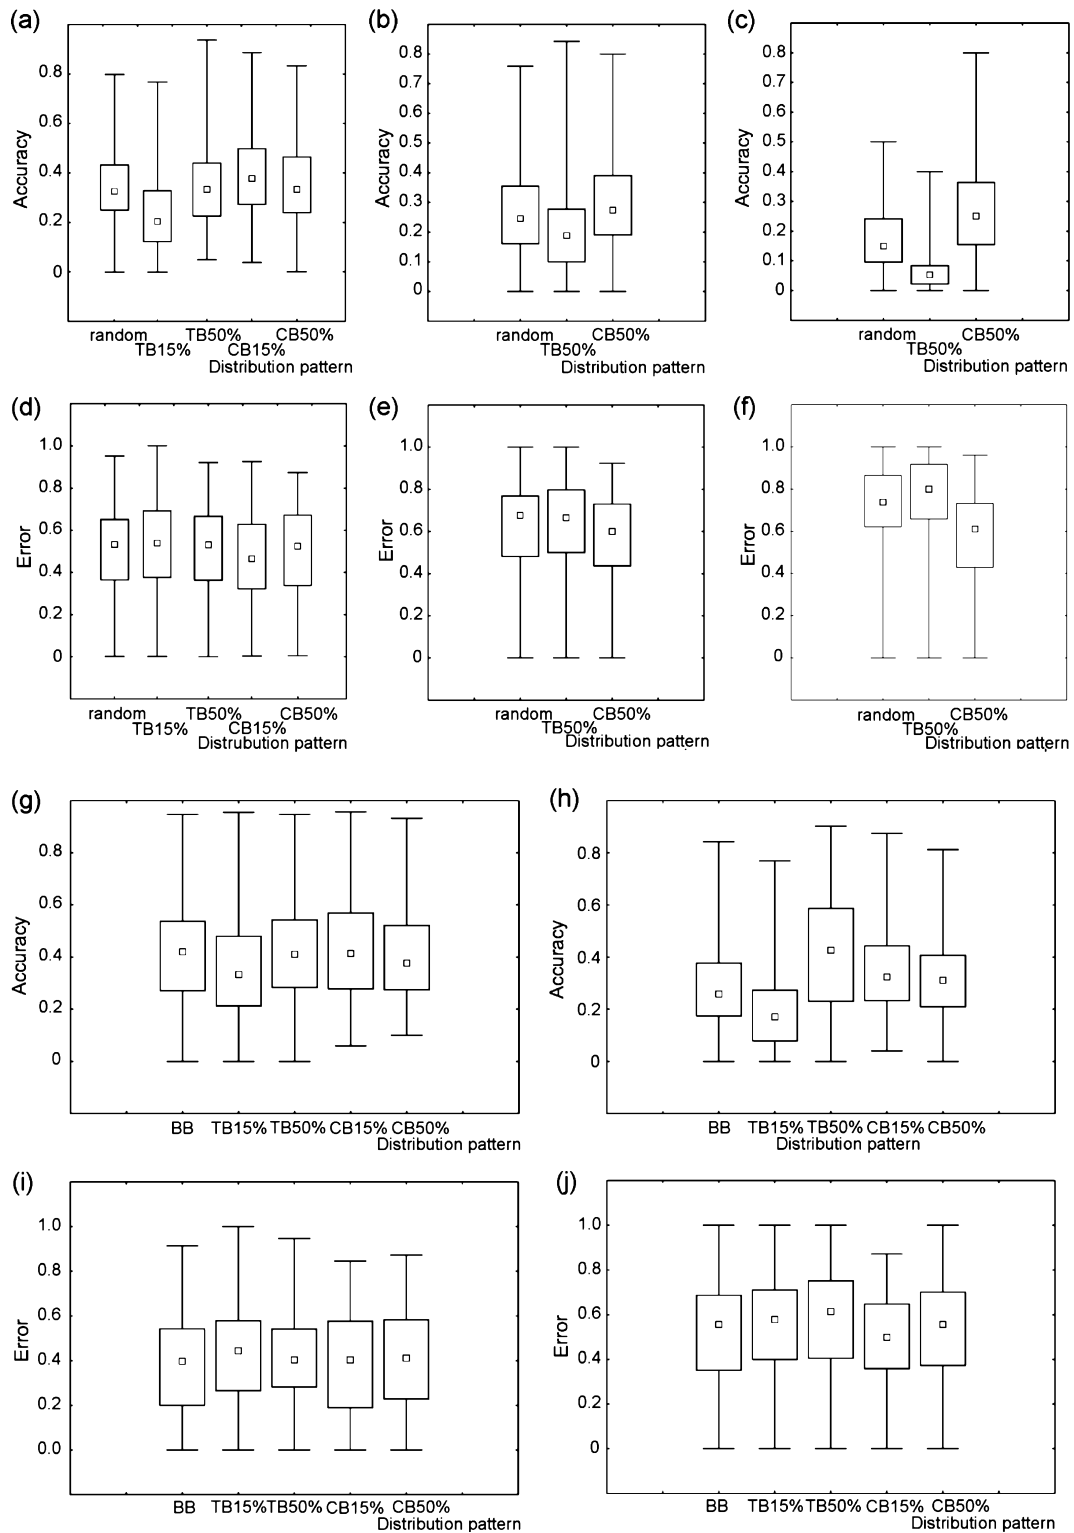 (a) (b) (c)
Accuracy
0.8
0.6
0.4
0.2
0
random TB50% CB50%
TB15% CB15%
Distribution pattern
Accuracy
0.8
0.7
0.6
0.5
0.4
0.3
0.2
0.1
0
random CB50%
TB50%
Distribution pattern
Accuracy
0.8
0.7
0.6
0.5
0.4
0.3
0.2
0.1
0
random CB50%
TB50%
Distribution pattern
(d) (e) (f)
Error
1.0
0.8
0.6
0.4
0.2
0
random TB50% CB50%
TB15% CB15%
Distrubution pattern
Error
1.0
0.8
0.6
0.4
0.2
0
random CB50%
TB50%
Distribution pattern
Error
1.0
0.8
0.6
0.4
0.2
0
random CB50%
TB50%
Distribution pattern
(g) (h)
Accuracy
0.8
0.6
0.4
0.2
0
BB TB15% TB50% CB15% CB50%
Distribution pattern
Accuracy
0.8
0.6
0.4
0.2
0
BB TB15% TB50% CB15% CB50%
Distribution pattern
(i) (j)
Error
1.0
0.8
0.6
0.4
0.2
0.0
BB TB15% TB50% CB15% CB50%
Distribution pattern
Error
1.0
0.8
0.6
0.4
0.2
0
BB TB15% TB50% CB15% CB50%
Distribution pattern